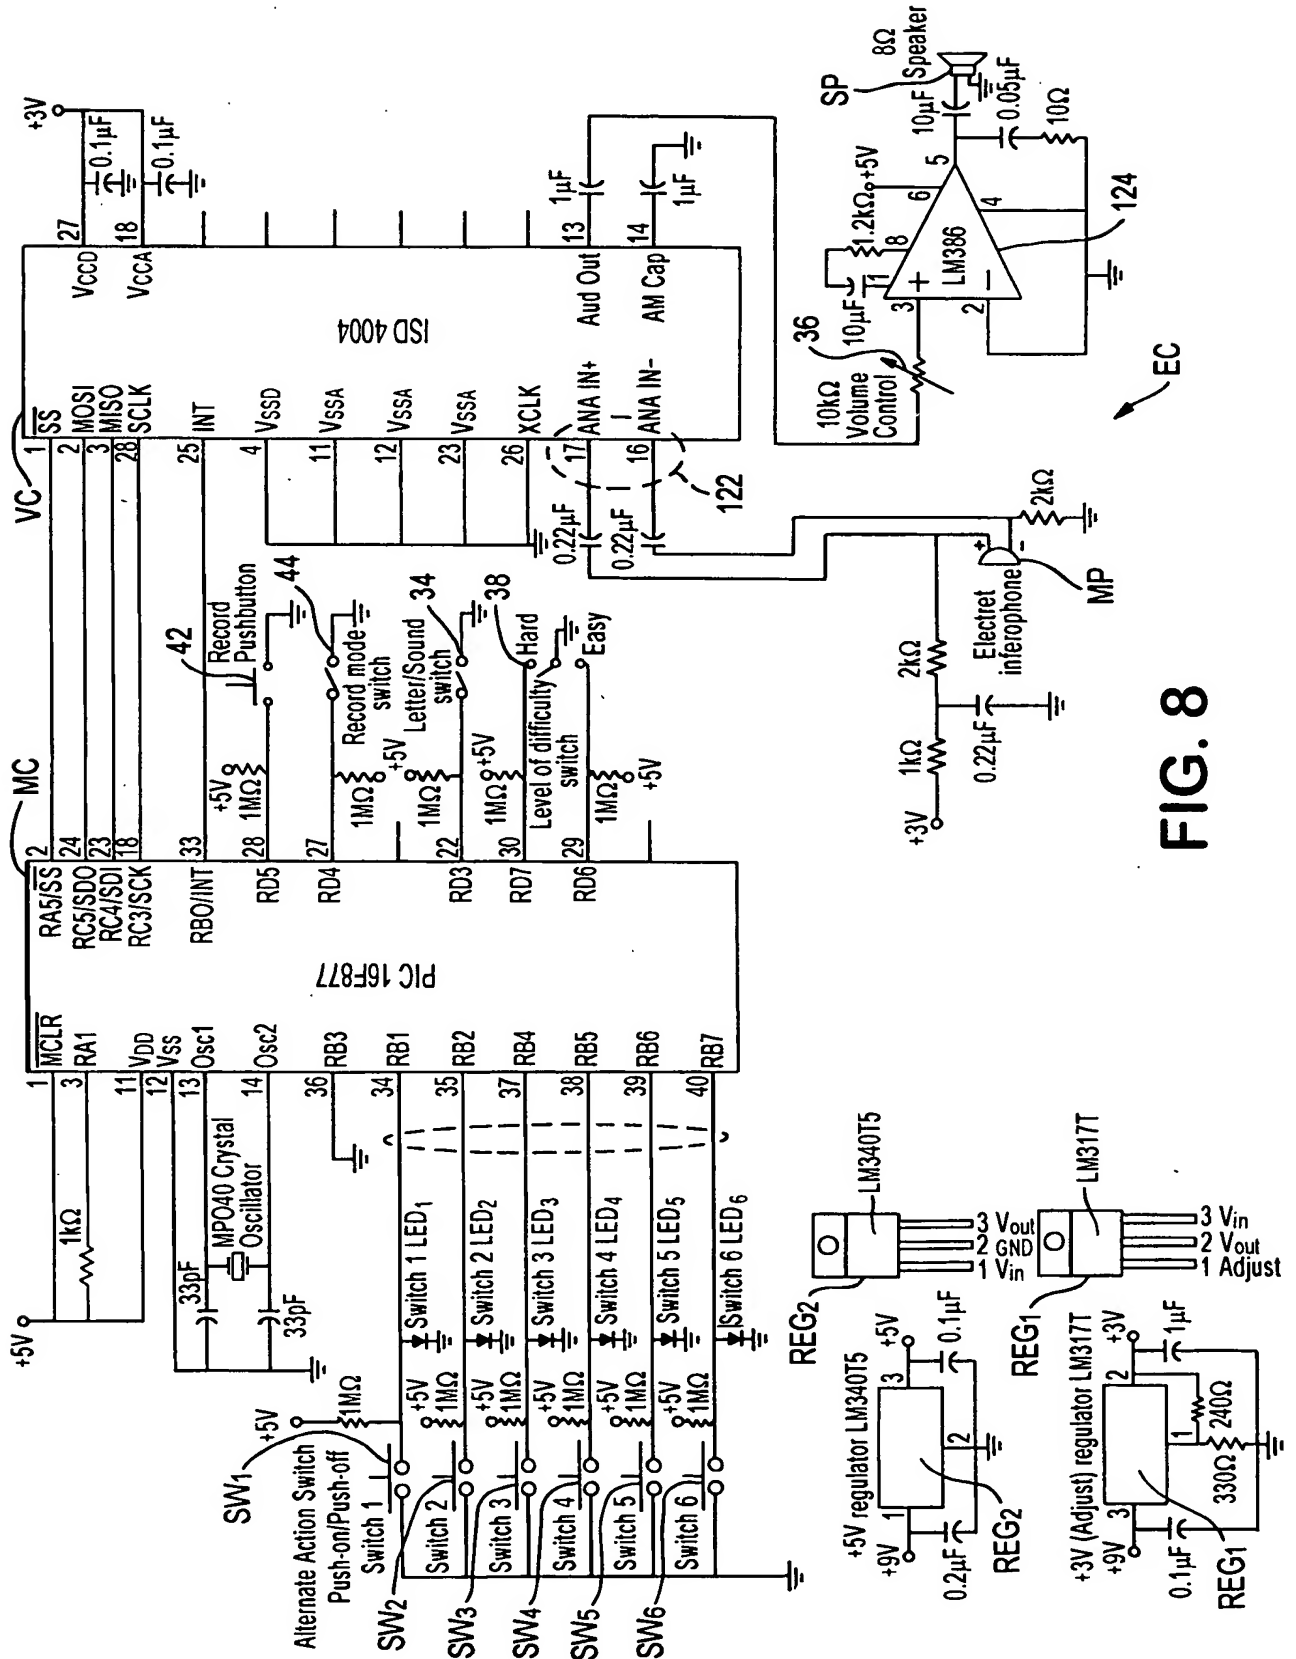 +5V
1kΩ
33pF
MPO40 Crystal
Oscillator
33pF
1
3
11
12
13
14
36
34
35
37
38
39
40
MCLR
RA1
VDD
VSS
Osc1
Osc2
RB3
RB1
RB2
RB4
RB5
RB6
RB7
PIC 16F877
MC
RA5/SS
RC5/SDO
RC4/SDI
RC3/SCK
RBO/INT
RD5
RD4
RD3
RD7
RD6
2
24
23
18
33
28
27
22
30
29
+5V
1MΩ
42
Record
Pushbutton
44
Record mode
switch
1MΩ
+5V
34
Letter/Sound
switch
1MΩ
+5V
38
Hard
Level of difficulty
switch
1MΩ
Easy
1MΩ
+5V
VC
1
2
3
28
25
4
11
12
23
26
17
16
SS
MOSI
MISO
SCLK
INT
VSSD
VSSA
VSSA
VSSA
XCLK
ANA IN+
ANA IN-
ISD 4004
VCCD
VCCA
Aud Out
AM Cap
27
18
13
14
+3V
0.1µF
0.1µF
1µF
1µF
0.22µF
0.22µF
122
SW1
Alternate Action Switch
Push-on/Push-off
+5V
1MΩ
Switch 1
Switch 1 LED1
SW2
Switch 2
+5V
1MΩ
Switch 2 LED2
SW3
Switch 3
+5V
1MΩ
Switch 3 LED3
SW4
Switch 4
+5V
1MΩ
Switch 4 LED4
SW5
Switch 5
+5V
1MΩ
Switch 5 LED5
SW6
Switch 6
+5V
1MΩ
Switch 6 LED6
+3V
1kΩ
2kΩ
0.22µF
Electret
inferophone
+
-
MP
2kΩ
10kΩ
Volume
Control
36
10µF
1.2kΩ
+5V
1
8
6
3
2
5
4
+
−
LM386
124
10µF
0.05µF
10Ω
SP
8Ω
Speaker
EC
+5V regulator LM340T5
+9V
1
3
+5V
0.2µF
2
0.1µF
REG2
REG2
LM340T5
3 Vout
2 GND
1 Vin
+3V (Adjust) regulator LM317T
+9V
3
2
+3V
0.1µF
1
240Ω
330Ω
1µF
REG1
REG1
LM317T
3 Vin
2 Vout
1 Adjust
FIG. 8